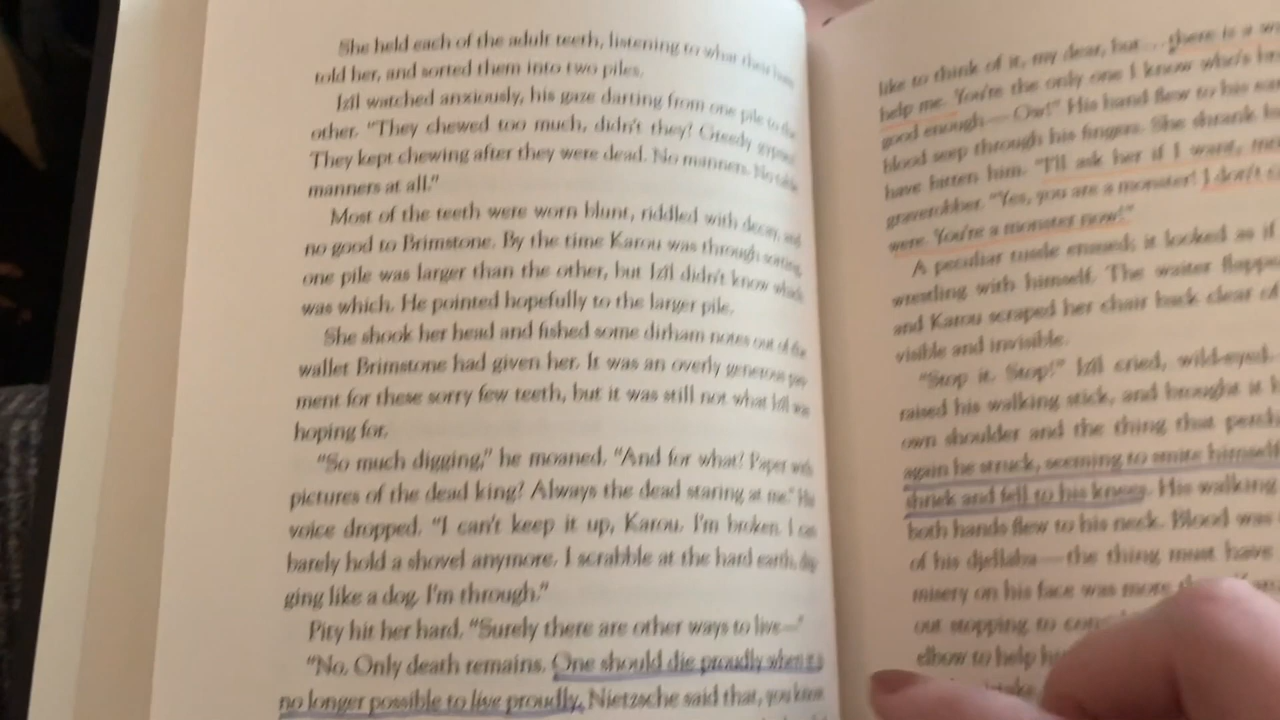 She held each of the adult teeth, listening to what their
told her, and sorted them into two piles.
Izîl watched anxiously, his gaze darting from one pile to the
other. "They chewed too much, didn't they? Greedy gypsies
They kept chewing after they were dead. No manners. No table
manners at all."
Most of the teeth were worn blunt, riddled with decay, and
no good to Brimstone. By the time Karou was through sorting,
one pile was larger than the other, but Izîl didn't know which
was which. He pointed hopefully to the larger pile.
She shook her head and fished some dirham notes out of the
wallet Brimstone had given her. It was an overly generous pay
ment for these sorry few teeth, but it was still not what Izîl was
hoping for.
"So much digging," he moaned. "And for what? Paper with
pictures of the dead king? Always the dead staring at me." His
voice dropped. "I can't keep it up, Karou. I'm broken. I can
barely hold a shovel anymore. I scrabble at the hard earth, dig
ging like a dog. I'm through."
Pity hit her hard. "Surely there are other ways to live—"
"No. Only death remains. One should die proudly when it is
no longer possible to live proudly. Nietzsche said that, you know
like to think of it, my dear, but . . . there is a
help me. You're the only one I know who's
good enough— Ow!" His hand flew to his
blood seep through his fingers. She shrank
have bitten him. "I'll ask her if I want,
graverobber. "Yes, you are a monster! I don't
were. You're a monster now!"
A peculiar tussle ensued; it looked as if
wrestling with himself. The waiter
and Karou scraped her chair back clear of
visible and invisible.
"Stop it. Stop!" Izîl cried, wild-eyed.
raised his walking stick, and brought it
own shoulder and the thing that
again he struck, seeming to smite himself
shriek and fell to his knees. His walking
both hands flew to his neck. Blood was
of his djellaba—the thing must have
misery on his face was more
out stopping to
elbow to help